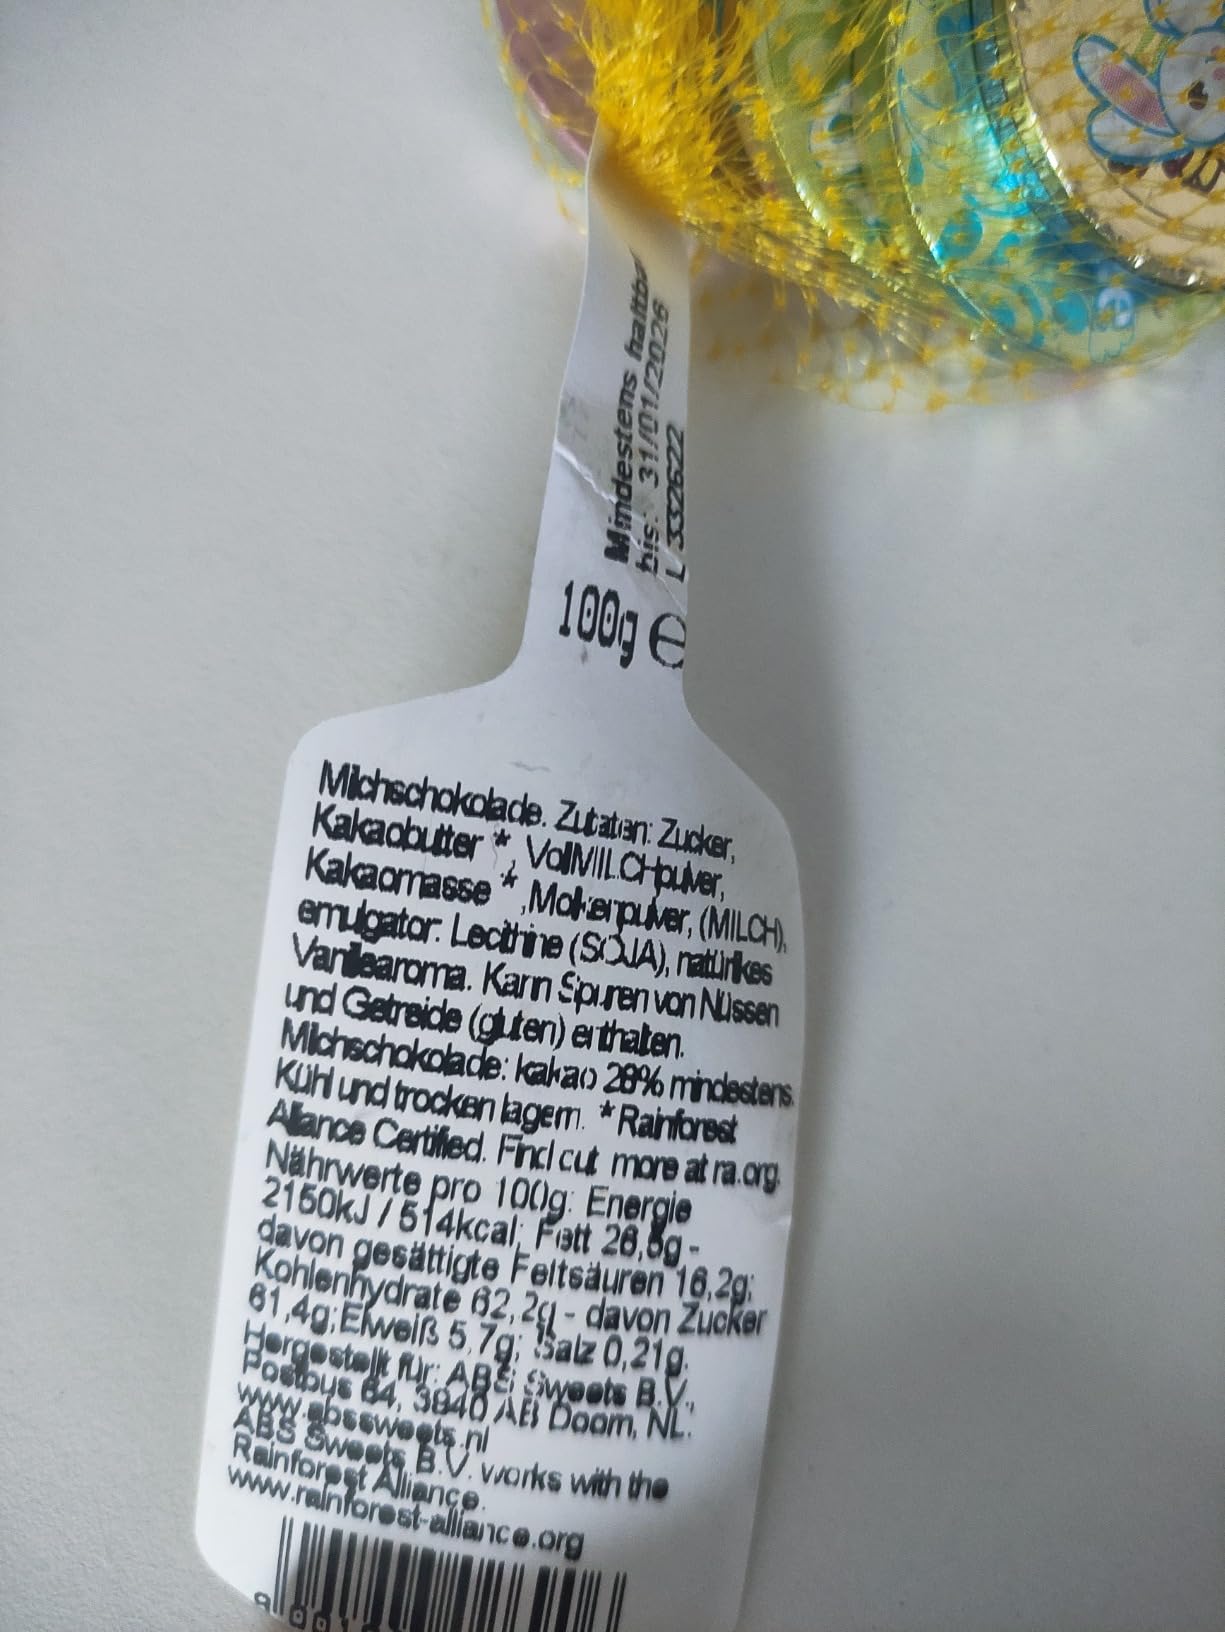 Mindestens haltba
bis: 31/01/2026
L 332622
100g e
Milchschokolade. Zutaten: Zucker,
Kakaobutter *, VollMILCHpulver,
Kakaomasse *, Molkenpulver, (MILCH),
emulgator: Lecithine (SOJA), natürlikes
Vanillearoma. Kann Spuren von Nüssen
und Getreide (gluten) enthalten.
Milchschokolade: kakao 28% mindestens.
Kühl und trocken lagern. *Rainforest
Alliance Certified. Find out more at ra.org.
Nährwerte pro 100g: Energie
2150kJ / 514kcal; Fett 26,5g -
davon gesättigte Fettsäuren 16,2g;
Kohlenhydrate 62,2g - davon Zucker
61,4g; Eiweiß 5,7g; Salz 0,21g.
Hergestellt für: ABS Sweets B.V.,
Postbus 64, 3940 AB Doorn, NL.
www.abssweets.nl
ABS Sweets B.V. works with the
Rainforest Alliance.
www.rainforest-alliance.org